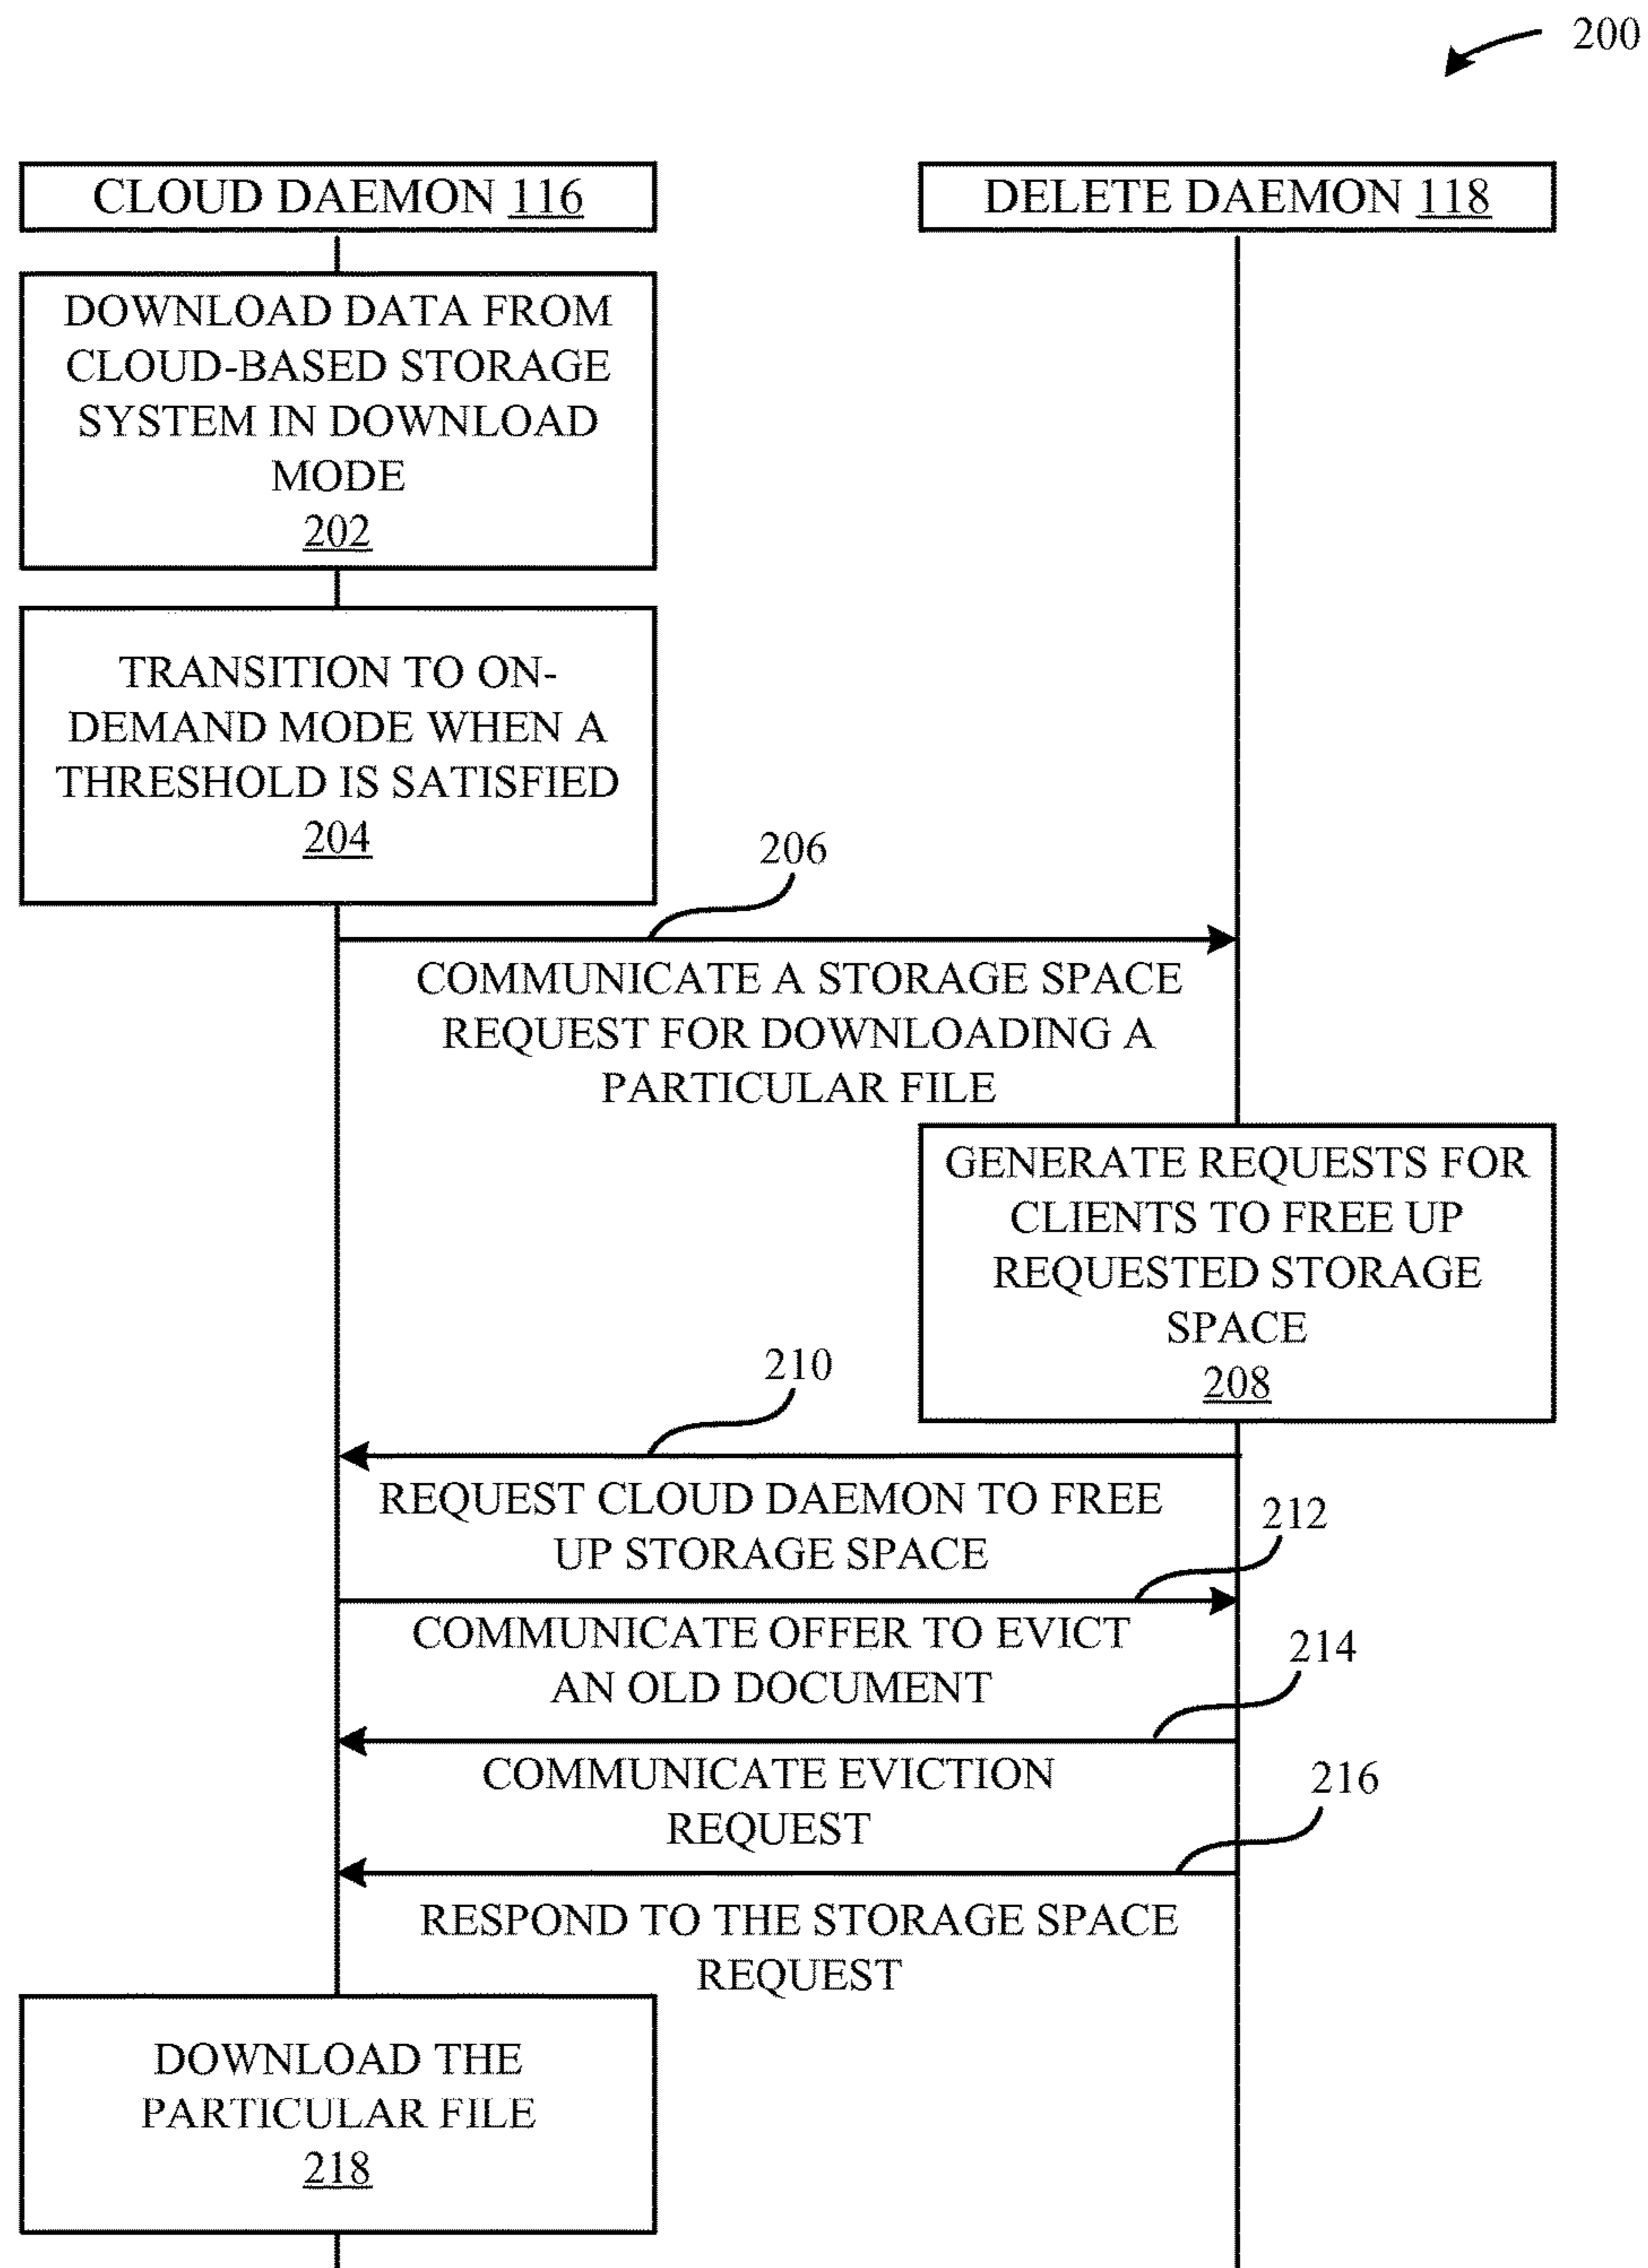 200
CLOUD DAEMON 116
DELETE DAEMON 118
DOWNLOAD DATA FROM
CLOUD-BASED STORAGE
SYSTEM IN DOWNLOAD
MODE
202
TRANSITION TO ON-
DEMAND MODE WHEN A
THRESHOLD IS SATISFIED
204
206
COMMUNICATE A STORAGE SPACE
REQUEST FOR DOWNLOADING A
PARTICULAR FILE
GENERATE REQUESTS FOR
CLIENTS TO FREE UP
REQUESTED STORAGE
SPACE
208
210
REQUEST CLOUD DAEMON TO FREE
UP STORAGE SPACE
212
COMMUNICATE OFFER TO EVICT
AN OLD DOCUMENT
214
COMMUNICATE EVICTION
REQUEST
216
RESPOND TO THE STORAGE SPACE
REQUEST
DOWNLOAD THE
PARTICULAR FILE
218